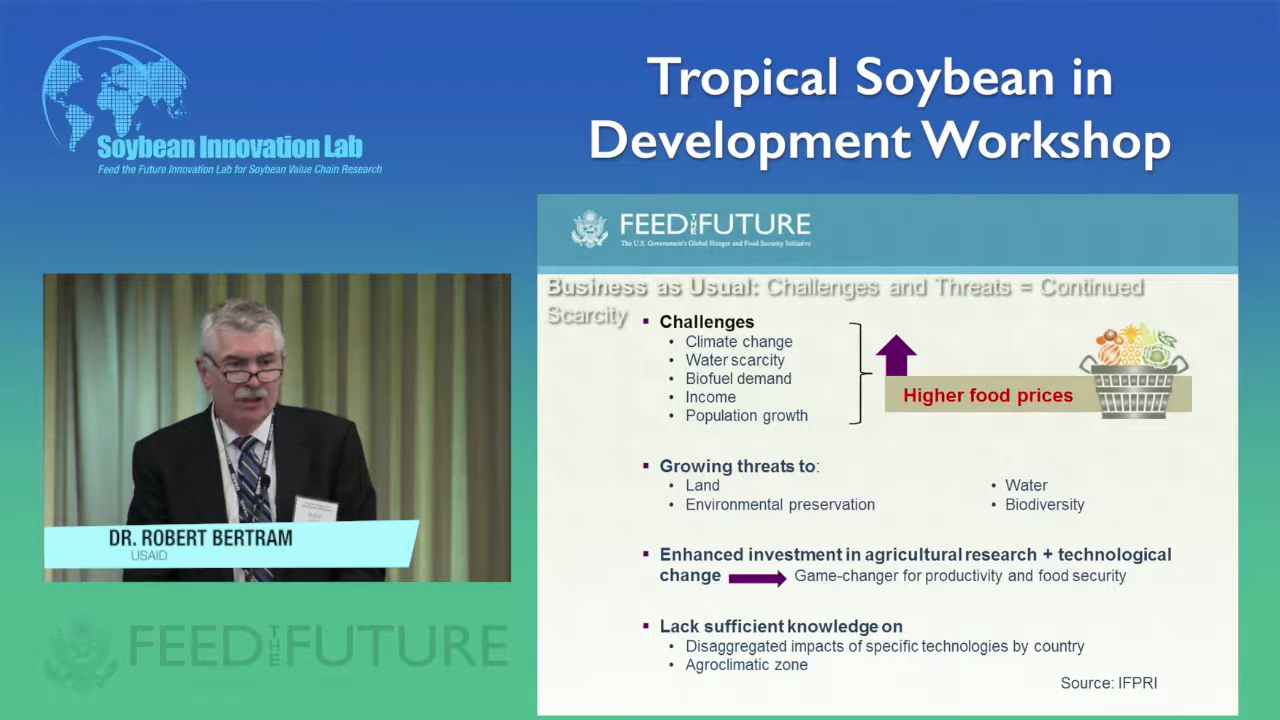 Tropical Soybean in
Development Workshop
Soybean Innovation Lab
Feed the Future Innovation Lab for Soybean Value Chain Research
FEED THE FUTURE
The U.S. Government's Global Hunger and Food Security Initiative
Business as Usual: Challenges and Threats = Continued
Scarcity
Challenges
• Climate change
• Water scarcity
• Biofuel demand
• Income
• Population growth
Higher food prices
Growing threats to:
• Land
• Environmental preservation
• Water
• Biodiversity
Enhanced investment in agricultural research + technological
change Game-changer for productivity and food security
Lack sufficient knowledge on
• Disaggregated impacts of specific technologies by country
• Agroclimatic zone
Source: IFPRI
DR. ROBERT BERTRAM
USAID
FEED THE FUTURE